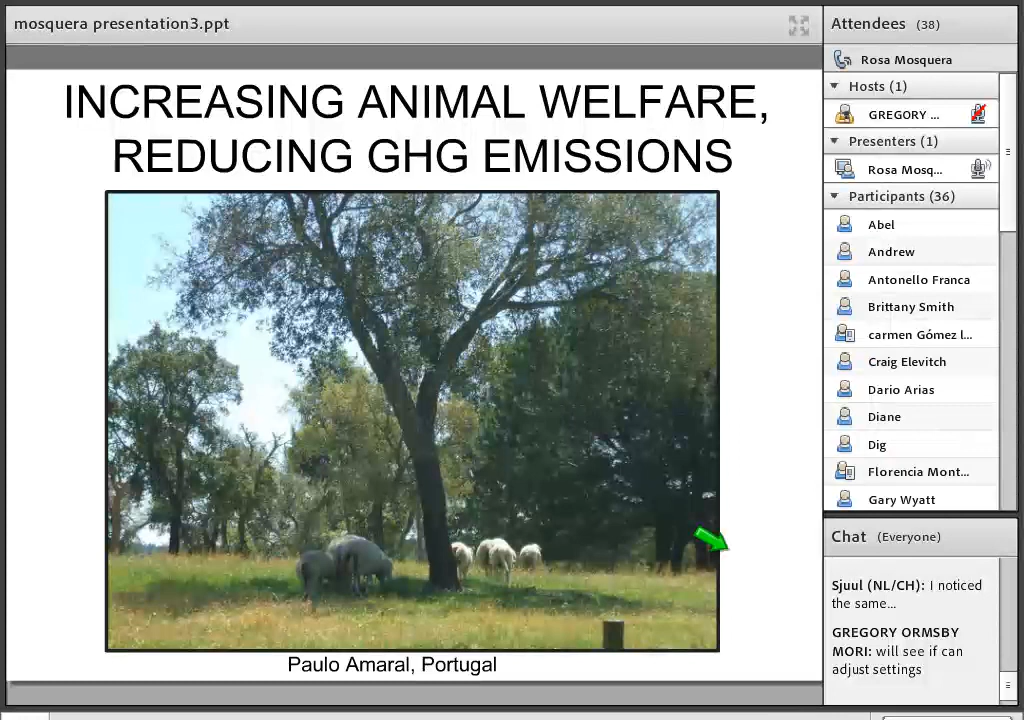 mosquera presentation3.ppt
INCREASING ANIMAL WELFARE,
REDUCING GHG EMISSIONS
Paulo Amaral, Portugal
Attendees (38)
Rosa Mosquera
Hosts (1)
GREGORY ...
Presenters (1)
Rosa Mosq...
Participants (36)
Abel
Andrew
Antonello Franca
Brittany Smith
carmen Gómez l...
Craig Elevitch
Dario Arias
Diane
Dig
Florencia Mont...
Gary Wyatt
Chat (Everyone)
Sjuul (NL/CH): I noticed
the same...
GREGORY ORMSBY
MORI: will see if can
adjust settings